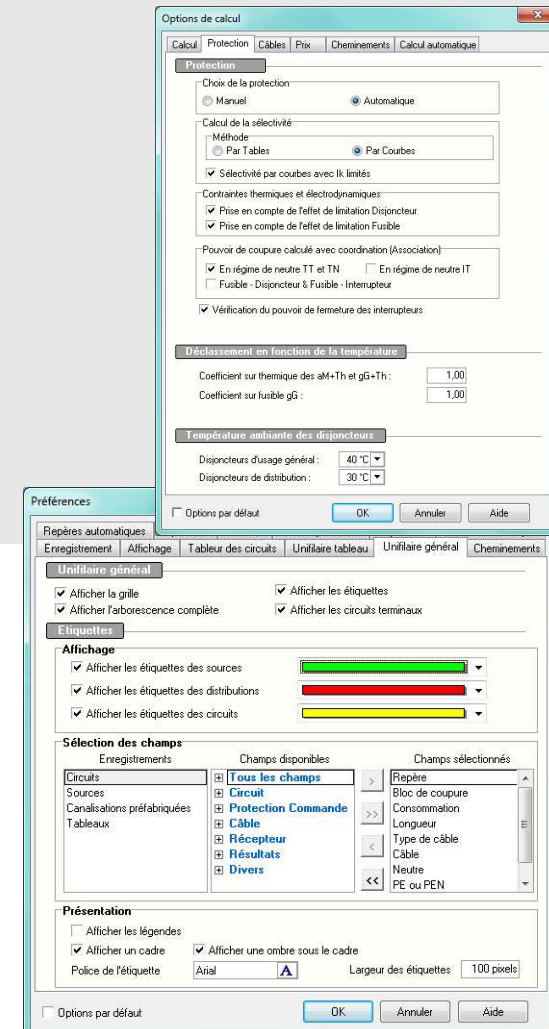 Options de calcul
Calcul Protection Câbles Prix Cheminements Calcul automatique
Protection
Choix de la protection
Manuel Automatique
Calcul de la sélectivité
Méthode
Par Tables Par Courbes
Sélectivité par courbes avec Ik limités
Contraintes thermiques et électrodynamiques
Prise en compte de l'effet de limitation Disjoncteur
Prise en compte de l'effet de limitation Fusible
Pouvoir de coupure calculé avec coordination (Association)
En régime de neutre TT et TN En régime de neutre IT
Fusible - Disjoncteur & Fusible - Interrupteur
Vérification du pouvoir de fermeture des interrupteurs
Déclassement en fonction de la température
Coefficient sur thermique des aM+Th et gG+Th : 1,00
Coefficient sur fusible gG : 1,00
Température ambiante des disjoncteurs
Disjoncteurs d'usage général : 40 °C
Disjoncteurs de distribution : 30 °C
Options par défaut OK Annuler Aide
Préférences
Repères automatiques
Enregistrement Affichage Tableur des circuits Unifilaire tableau Unifilaire général Cheminements
Unifilaire général
Afficher la grille Afficher les étiquettes
Afficher l'arborescence complète Afficher les circuits terminaux
Etiquettes
Affichage
Afficher les étiquettes des sources
Afficher les étiquettes des distributions
Afficher les étiquettes des circuits
Sélection des champs
Enregistrements Champs disponibles Champs sélectionnés
Circuits Tous les champs > Repère
Sources Circuit Bloc de coupure
Canalisations préfabriquées Protection Commande >> Consommation
Tableaux Câble Longueur
Récepteur < Type de câble
Résultats Câble
Divers << Neutre
PE ou PEN
Présentation
Afficher les légendes
Afficher un cadre Afficher une ombre sous le cadre
Police de l'étiquette Arial A Largeur des étiquettes 100 pixels
Options par défaut OK Annuler Aide